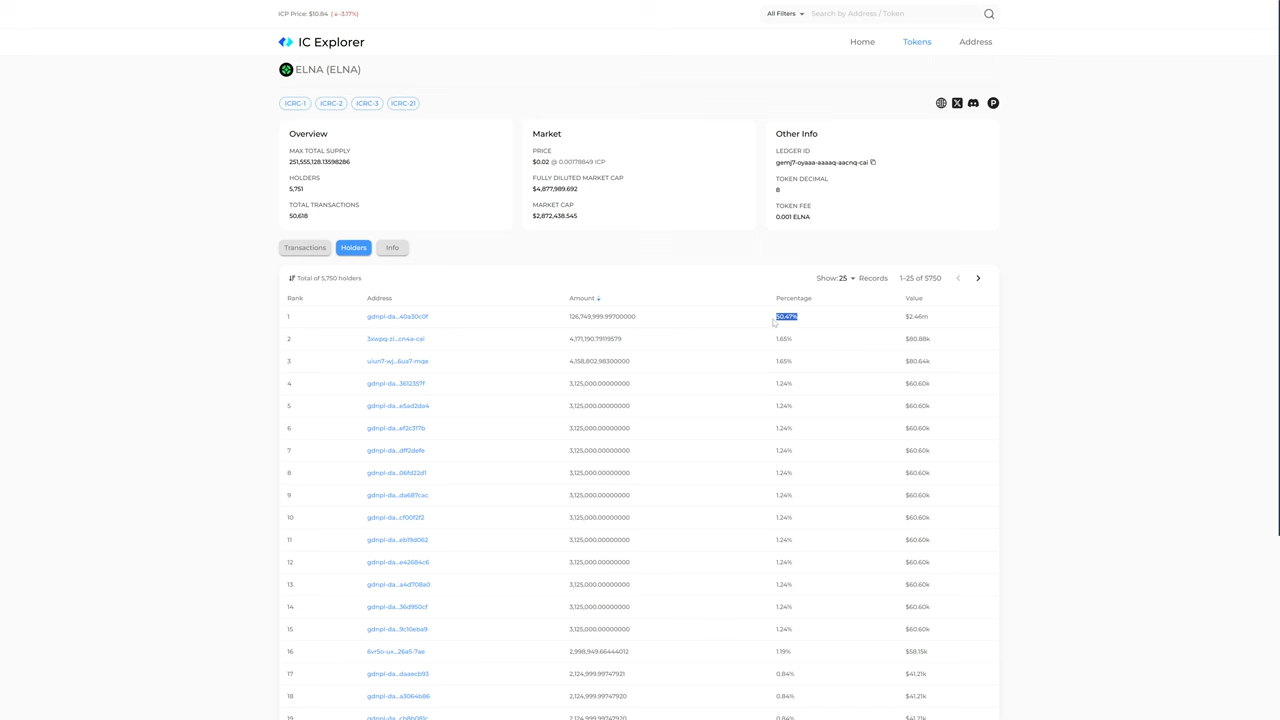 ICP Price: $10.84 ( ± -3.17%)
All Filters
Search by Address / Token
IC Explorer
Home
Tokens
Address
ELNA (ELNA)
ICRC-1
ICRC-2
ICRC-3
ICRC-21
P
Overview
MAX TOTAL SUPPLY
251,555,128.13598286
HOLDERS
5,751
TOTAL TRANSACTIONS
50,618
Market
PRICE
$0.02 @ 0.00178849 ICP
FULLY DILUTED MARKET CAP
$4,877,989.692
MARKET CAP
$2,872,438.545
Other Info
LEDGER ID
gemj7-oyaaa-aaaaq-aacnq-cai
TOKEN DECIMAL
8
TOKEN FEE
0.001 ELNA
Transactions
Holders
Info
Total of 5,750 holders
Show: 25 Records 1–25 of 5750
Rank Address Amount Percentage Value
1 gdnpl-da...40a30c0f 126,749,999.99700000 50.47% $2.46m
2 3xwpq-zi...cn4a-cai 4,171,190.79119579 1.65% $80.88k
3 uiun7-wj...6ua7-mqe 4,158,802.98300000 1.65% $80.64k
4 gdnpl-da...3612357f 3,125,000.00000000 1.24% $60.60k
5 gdnpl-da...e5ad2da4 3,125,000.00000000 1.24% $60.60k
6 gdnpl-da...ef2c317b 3,125,000.00000000 1.24% $60.60k
7 gdnpl-da...dff2defe 3,125,000.00000000 1.24% $60.60k
8 gdnpl-da...06fd22d1 3,125,000.00000000 1.24% $60.60k
9 gdnpl-da...da687cac 3,125,000.00000000 1.24% $60.60k
10 gdnpl-da...cf00f2f2 3,125,000.00000000 1.24% $60.60k
11 gdnpl-da...eb19d062 3,125,000.00000000 1.24% $60.60k
12 gdnpl-da...e42684c6 3,125,000.00000000 1.24% $60.60k
13 gdnpl-da...a4d708a0 3,125,000.00000000 1.24% $60.60k
14 gdnpl-da...36d950cf 3,125,000.00000000 1.24% $60.60k
15 gdnpl-da...9c10eba9 3,125,000.00000000 1.24% $60.60k
16 6vr5o-ux...26a5-7ae 2,998,949.66444012 1.19% $58.15k
17 gdnpl-da...daaecb93 2,124,999.99747921 0.84% $41.21k
18 gdnpl-da...a3064b86 2,124,999.99747920 0.84% $41.21k
19 gdnpl-da...cb8b081c 2,124,999.99747920 0.84% $41.21k